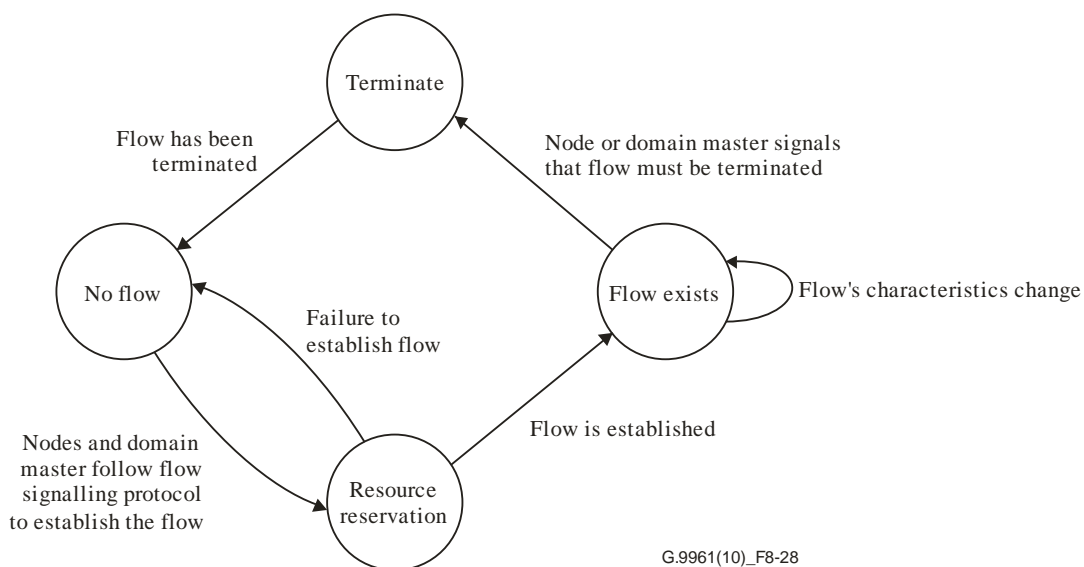 Terminate
Flow has been
terminated
Node or domain master signals
that flow must be terminated
No flow
Flow exists
Flow's characteristics change
Failure to
establish flow
Flow is established
Nodes and domain
master follow flow
signalling protocol
to establish the flow
Resource
reservation
G.9961(10)_F8-28